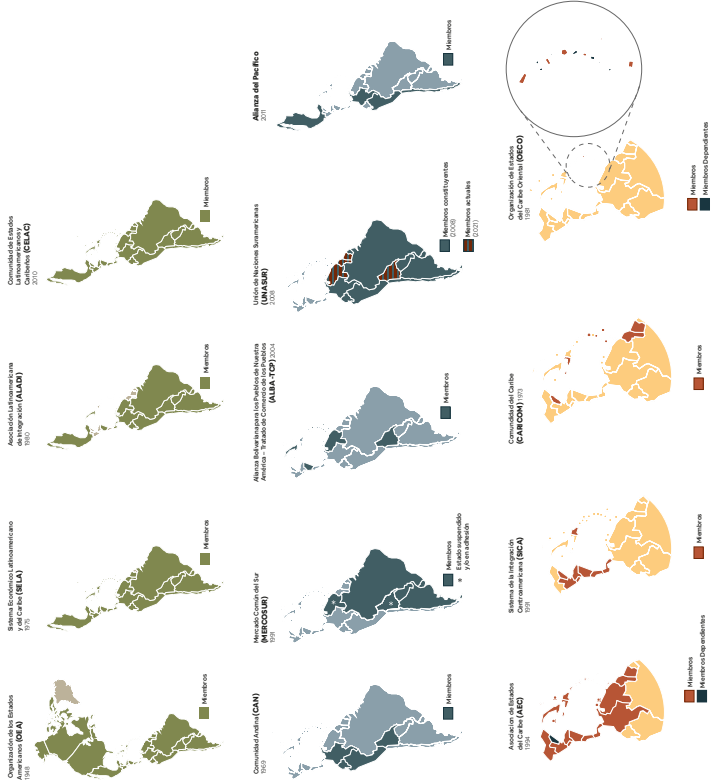 Organización de los Estados
Americanos (OEA)
1948
Miembros
Sistema Económico Latinoamericano
y del Caribe (SELA)
1975
Miembros
Asociación Latinoamericana
de Integración (ALADI)
1980
Miembros
Comunidad de Estados
Latinoamericanos y
Caribeños (CELAC)
2010
Miembros
Comunidad Andina (CAN)
1969
Miembros
Mercado Común del Sur
(MERCOSUR)
1991
Miembros
* Estado suspendido
y/o en adhesión
Alianza Bolivariana para los Pueblos de Nuestra
América – Tratado de Comercio de los Pueblos
(ALBA-TCP) 2004
Miembros
Unión de Naciones Suramericanas
(UNASUR)
2008
Miembros constituyentes
(2008)
Miembros actuales
(2021)
Alianza del Pacífico
2011
Miembros
Asociación de Estados
del Caribe (AEC)
1994
Miembros
Miembros Dependientes
Sistema de la Integración
Centroamericana (SICA)
1991
Miembros
Comunidad del Caribe
(CARICOM) 1973
Miembros
Organización de Estados
del Caribe Oriental (OECO)
1981
Miembros
Miembros Dependientes